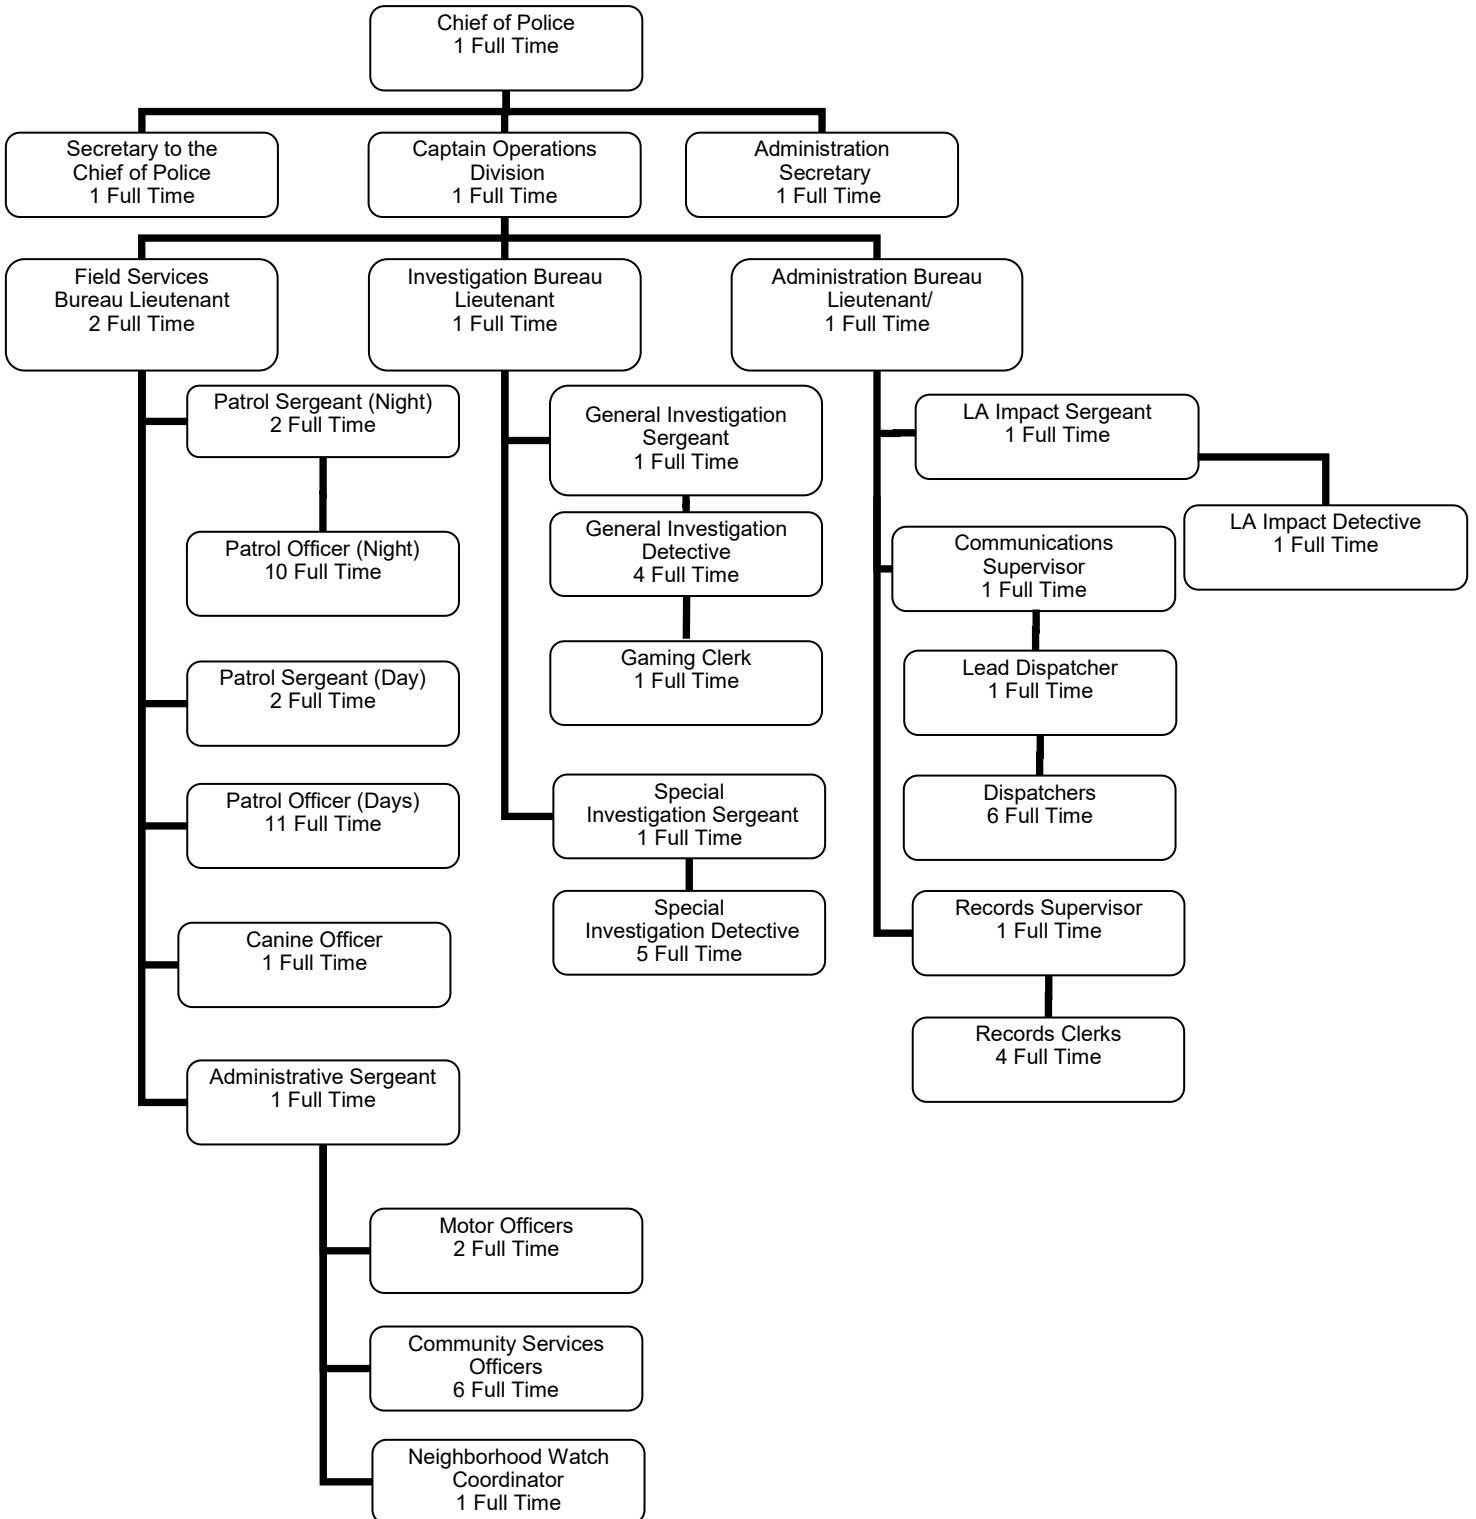 Chief of Police
1 Full Time
Secretary to the
Chief of Police
1 Full Time
Captain Operations
Division
1 Full Time
Administration
Secretary
1 Full Time
Field Services
Bureau Lieutenant
2 Full Time
Investigation Bureau
Lieutenant
1 Full Time
Administration Bureau
Lieutenant/
1 Full Time
Patrol Sergeant (Night)
2 Full Time
Patrol Officer (Night)
10 Full Time
Patrol Sergeant (Day)
2 Full Time
Patrol Officer (Days)
11 Full Time
Canine Officer
1 Full Time
Administrative Sergeant
1 Full Time
Motor Officers
2 Full Time
Community Services
Officers
6 Full Time
Neighborhood Watch
Coordinator
1 Full Time
General Investigation
Sergeant
1 Full Time
General Investigation
Detective
4 Full Time
Gaming Clerk
1 Full Time
Special
Investigation Sergeant
1 Full Time
Special
Investigation Detective
5 Full Time
LA Impact Sergeant
1 Full Time
LA Impact Detective
1 Full Time
Communications
Supervisor
1 Full Time
Lead Dispatcher
1 Full Time
Dispatchers
6 Full Time
Records Supervisor
1 Full Time
Records Clerks
4 Full Time